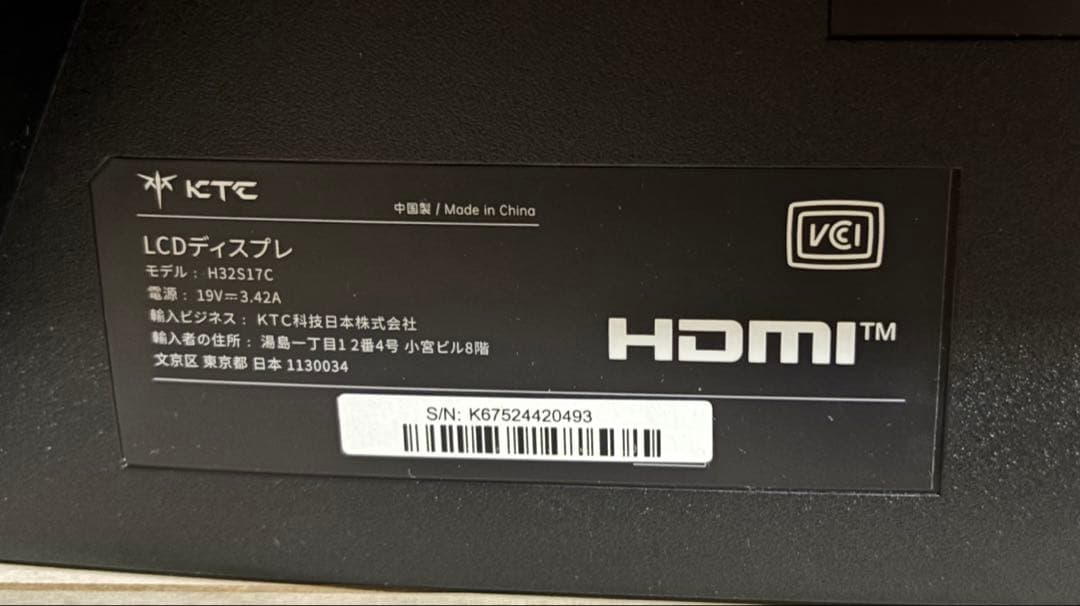 KTC
中国製 / Made in China
VCI
LCDディスプレ
モデル： H32S17C
電源： 19V⎓3.42A
輸入ビジネス： KTC科技日本株式会社
輸入者の住所： 湯島一丁目1 2番4号 小宮ビル8階
文京区 東京都 日本 1130034
HDMI™
S/N: K67524420493